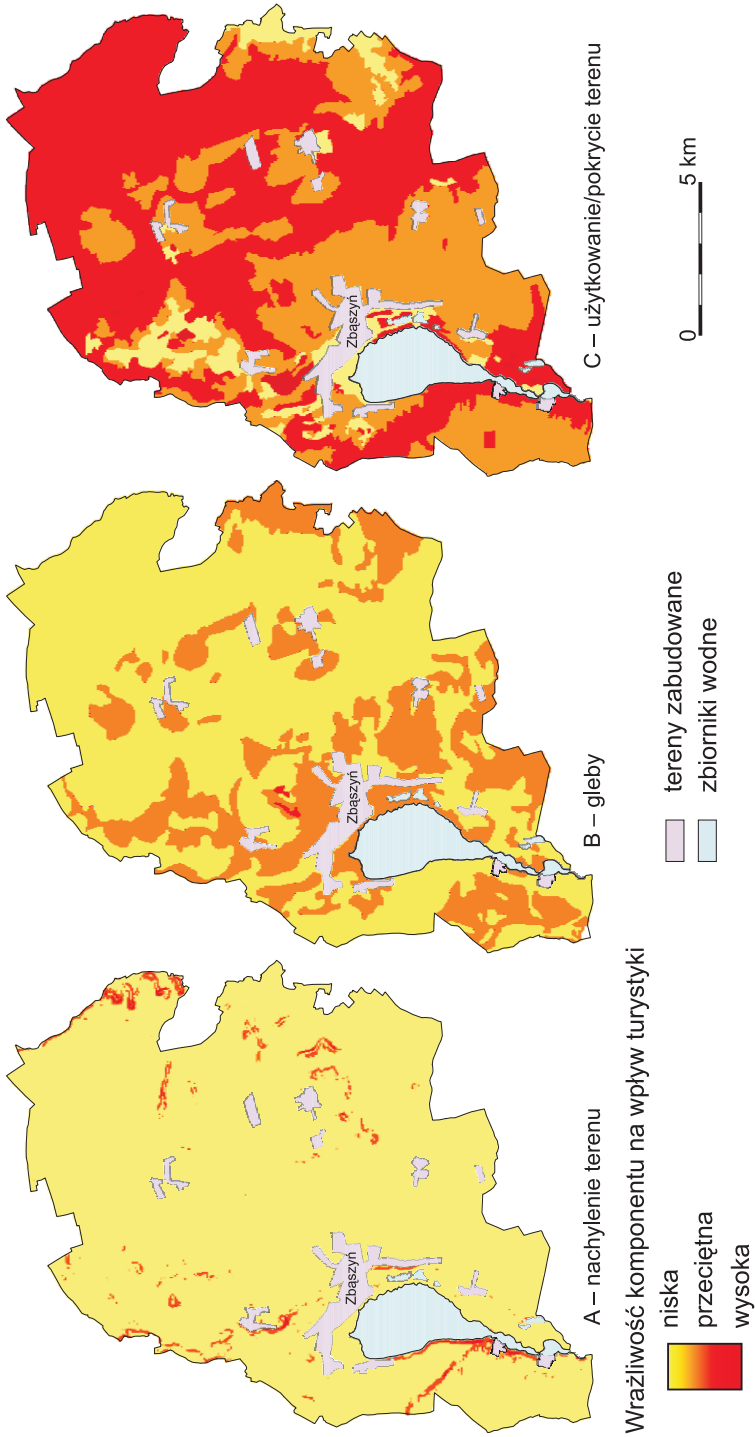 Zbąszyń
A – nachylenie terenu
Zbąszyń
B – gleby
Zbąszyń
C – użytkowanie/pokrycie terenu
Wrażliwość komponentu na wpływ turystyki
niska
przeciętna
wysoka
tereny zabudowane
zbiorniki wodne
0 5 km